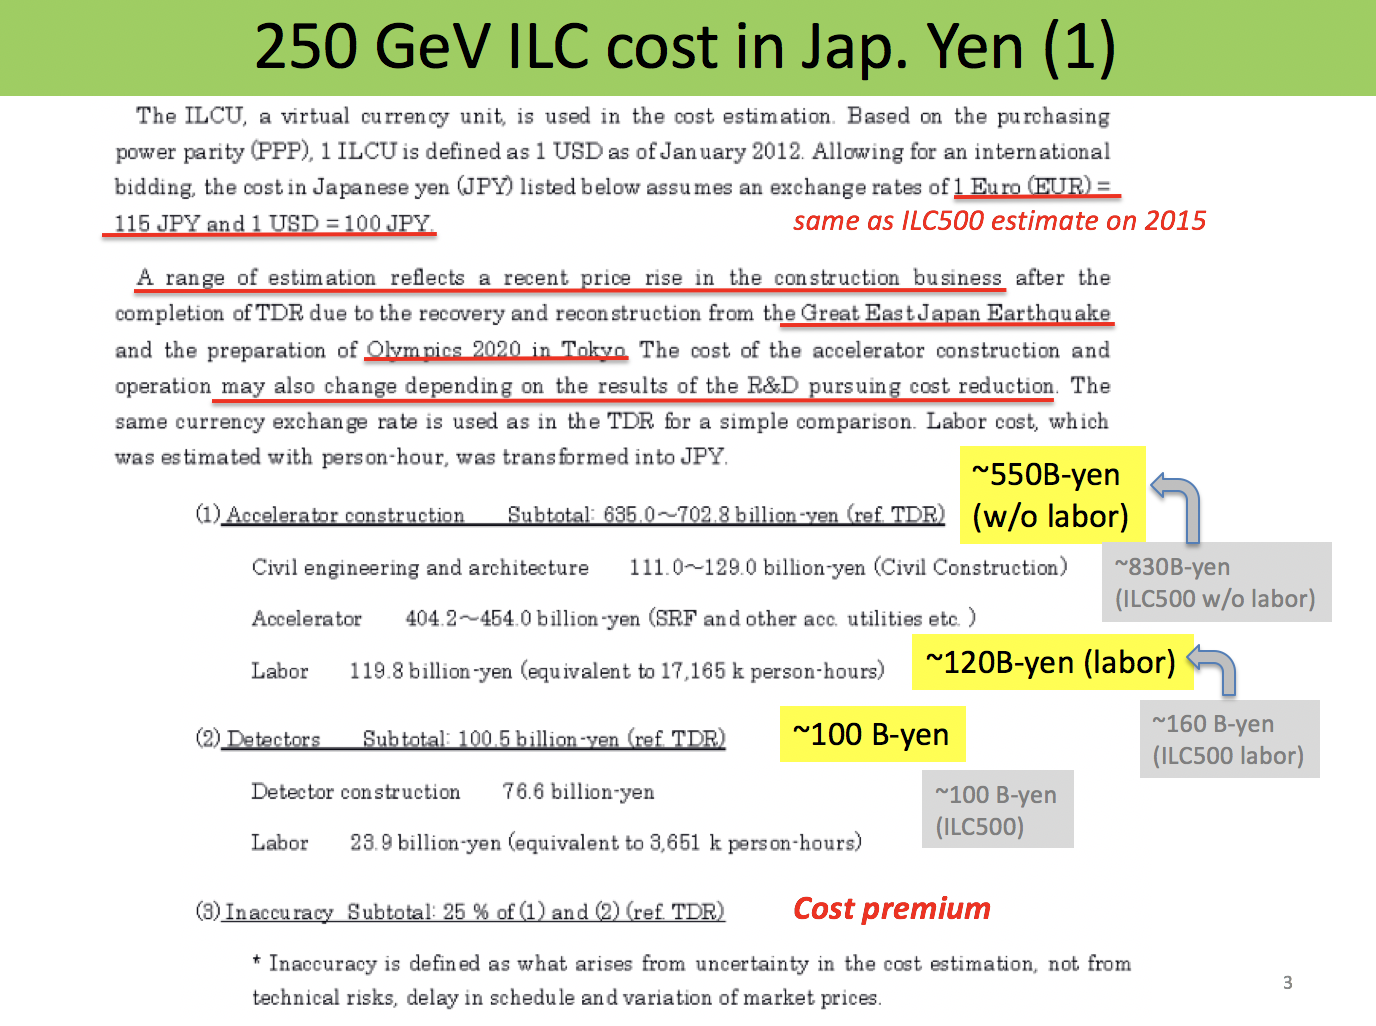 250 GeV ILC cost in Jap. Yen (1)
The ILCU, a virtual currency unit, is used in the cost estimation. Based on the purchasing
power parity (PPP), 1 ILCU is defined as 1 USD as of January 2012. Allowing for an international
bidding, the cost in Japanese yen (JPY) listed below assumes an exchange rates of 1 Euro (EUR) =
115 JPY and 1 USD = 100 JPY.
same as ILC500 estimate on 2015
A range of estimation reflects a recent price rise in the construction business after the
completion of TDR due to the recovery and reconstruction from the Great East Japan Earthquake
and the preparation of Olympics 2020 in Tokyo. The cost of the accelerator construction and
operation may also change depending on the results of the R&D pursuing cost reduction. The
same currency exchange rate is used as in the TDR for a simple comparison. Labor cost, which
was estimated with person-hour, was transformed into JPY.
~550B-yen
(w/o labor)
(1) Accelerator construction Subtotal: 635.0～702.8 billion-yen (ref. TDR)
Civil engineering and architecture 111.0～129.0 billion-yen (Civil Construction)
~830B-yen
(ILC500 w/o labor)
Accelerator 404.2～454.0 billion-yen (SRF and other acc. utilities etc. )
Labor 119.8 billion-yen (equivalent to 17,165 k person-hours)
~120B-yen (labor)
~160 B-yen
(ILC500 labor)
(2) Detectors Subtotal: 100.5 billion-yen (ref. TDR)
~100 B-yen
Detector construction 76.6 billion-yen
~100 B-yen
(ILC500)
Labor 23.9 billion-yen (equivalent to 3,651 k person-hours)
(3) Inaccuracy Subtotal: 25 % of (1) and (2) (ref. TDR)
Cost premium
* Inaccuracy is defined as what arises from uncertainty in the cost estimation, not from
technical risks, delay in schedule and variation of market prices.
3